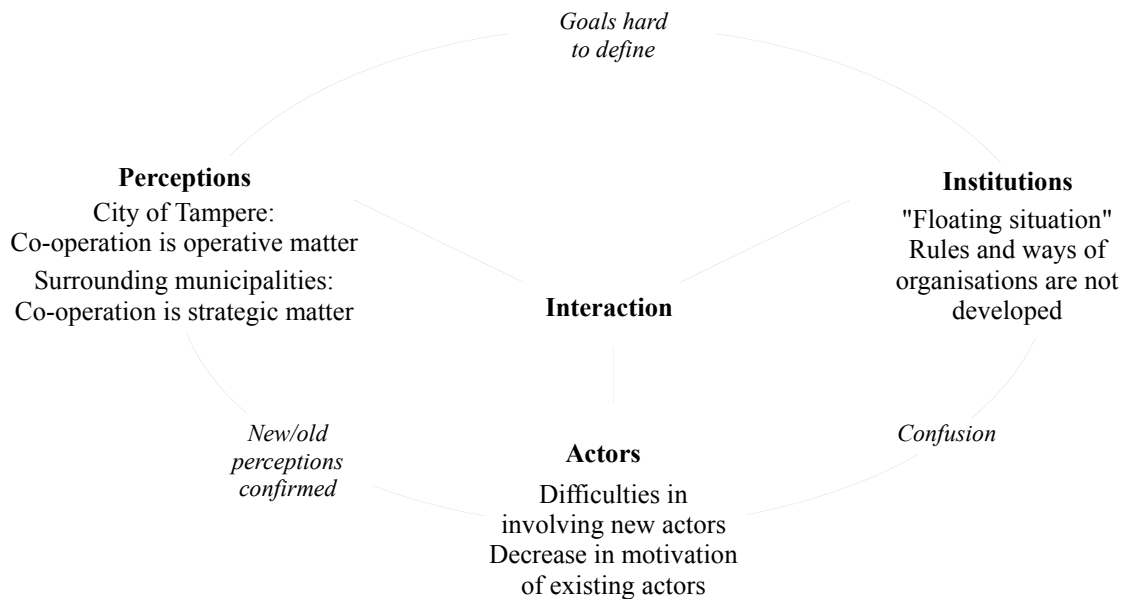 Goals hard
to define
Perceptions
City of Tampere:
Co-operation is operative matter
Surrounding municipalities:
Co-operation is strategic matter
Institutions
"Floating situation"
Rules and ways of
organisations are not
developed
Interaction
New/old
perceptions
confirmed
Actors
Difficulties in
involving new actors
Decrease in motivation
of existing actors
Confusion